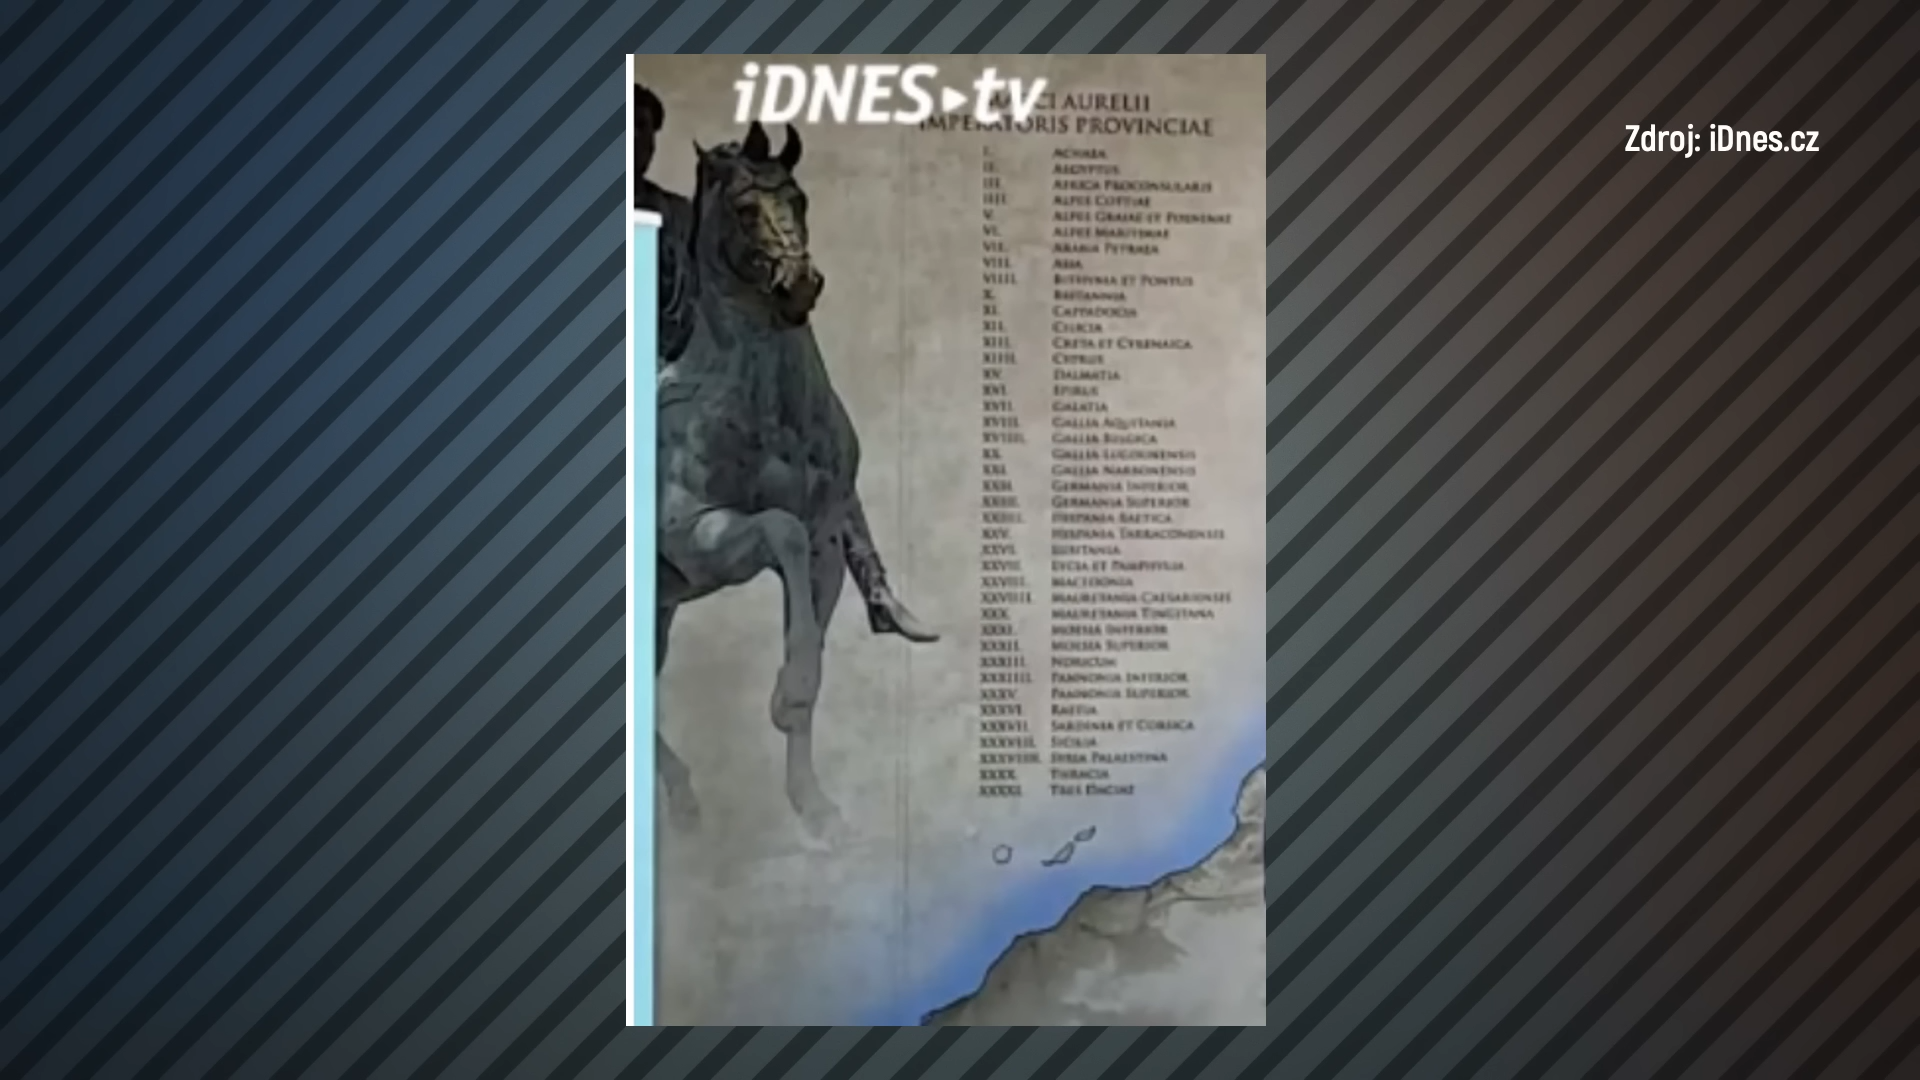 iDNES tv
Zdroj: iDnes.cz
MARCI AURELII
IMPERATORIS PROVINCIAE
I. ACHAEA
II. AEGYPTUS
III. AFRICA PROCONSULARIS
IIII. ALPES COTTIAE
V. ALPES GRAIAE ET POENINAE
VI. ALPES MARITIMAE
VII. ARABIA PETRAEA
VIII. ASIA
VIIII. BITHYNIA ET PONTUS
X. BRITANNIA
XI. CAPPADOCIA
XII. CILICIA
XIII. CRETA ET CYRENAICA
XIIII. CYPRUS
XV. DALMATIA
XVI. EPIRUS
XVII. GALATIA
XVIII. GALLIA AQUITANIA
XVIIII. GALLIA BELGICA
XX. GALLIA LUGDUNENSIS
XXI. GALLIA NARBONENSIS
XXII. GERMANIA INFERIOR
XXIII. GERMANIA SUPERIOR
XXIIII. HISPANIA BAETICA
XXV. HISPANIA TARRACONENSIS
XXVI. LUSITANIA
XXVII. LYCIA ET PAMPHYLIA
XXVIII. MACEDONIA
XXVIIII. MAURETANIA CAESARIENSIS
XXX. MAURETANIA TINGITANA
XXXI. MOESIA INFERIOR
XXXII. MOESIA SUPERIOR
XXXIII. NORICUM
XXXIIII. PANNONIA INFERIOR
XXXV. PANNONIA SUPERIOR
XXXVI. RAETIA
XXXVII. SARDINIA ET CORSICA
XXXVIII. SICILIA
XXXVIIII. SYRIA PALAESTINA
XXXX. THRACIA
XXXXI. TRES DACIAE